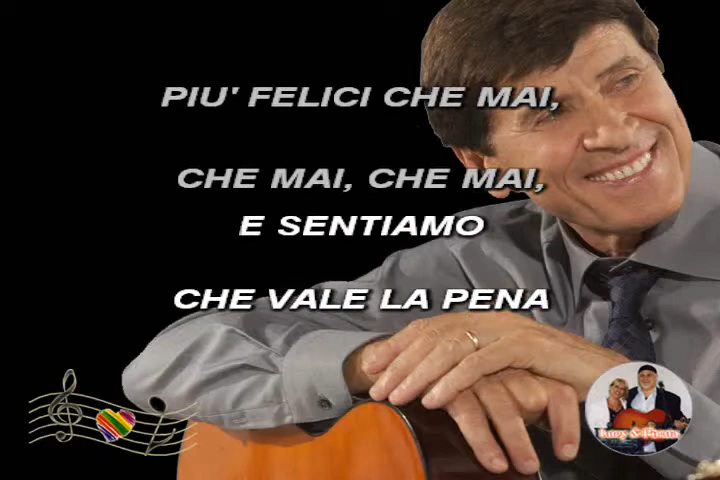 PIU' FELICI CHE MAI,
CHE MAI, CHE MAI,
E SENTIAMO
CHE VALE LA PENA